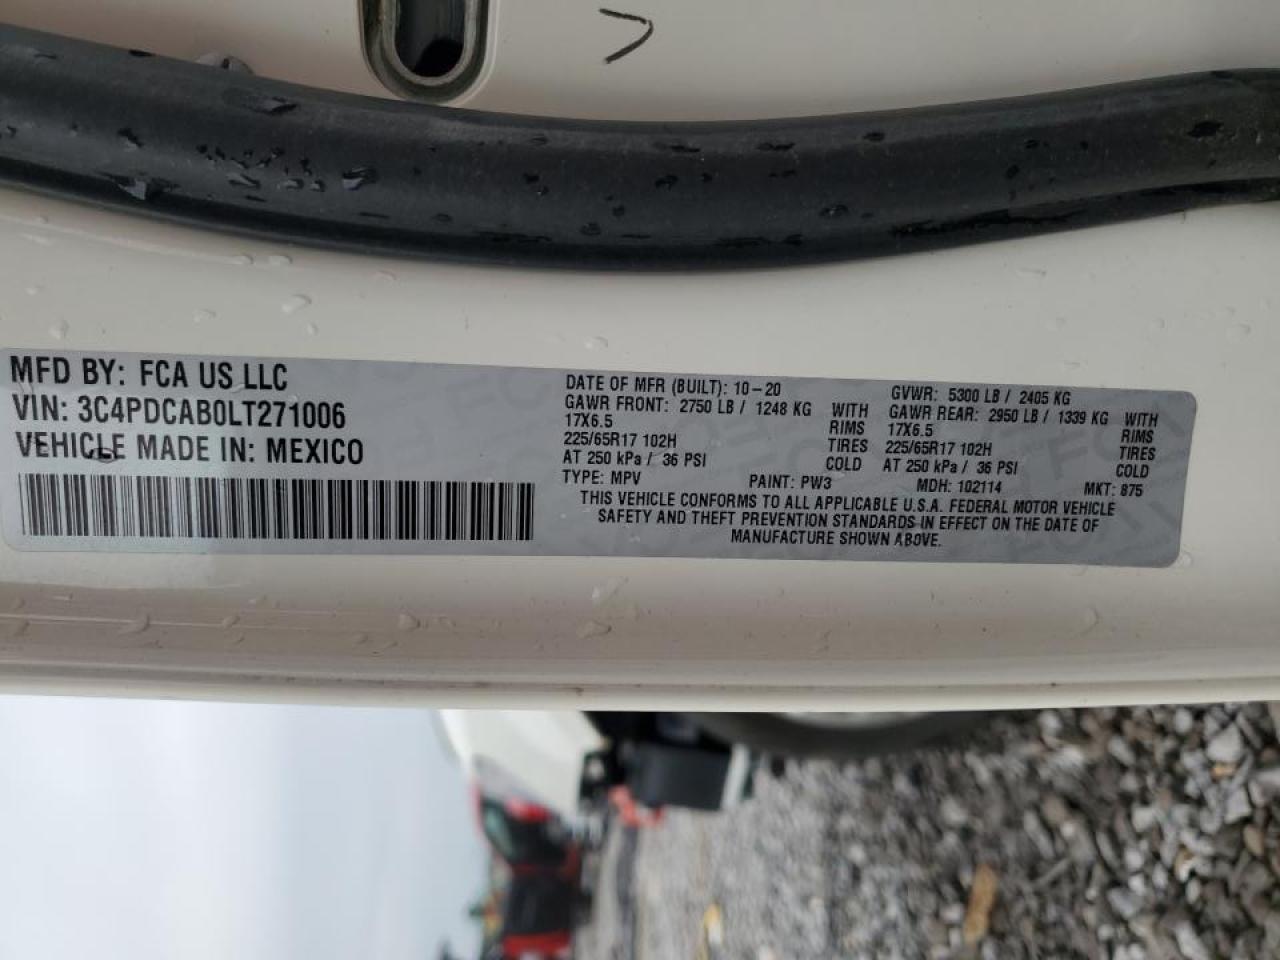 MFD BY: FCA US LLC
VIN: 3C4PDCAB0LT271006
VEHICLE MADE IN: MEXICO
DATE OF MFR (BUILT): 10-20 GVWR: 5300 LB / 2405 KG
GAWR FRONT: 2750 LB / 1248 KG WITH GAWR REAR: 2950 LB / 1339 KG WITH
17X6.5 RIMS 17X6.5 RIMS
225/65R17 102H TIRES 225/65R17 102H TIRES
AT 250 kPa / 36 PSI COLD AT 250 kPa / 36 PSI COLD
TYPE: MPV PAINT: PW3 MDH: 102114 MKT: 875
THIS VEHICLE CONFORMS TO ALL APPLICABLE U.S.A. FEDERAL MOTOR VEHICLE
SAFETY AND THEFT PREVENTION STANDARDS IN EFFECT ON THE DATE OF
MANUFACTURE SHOWN ABOVE.